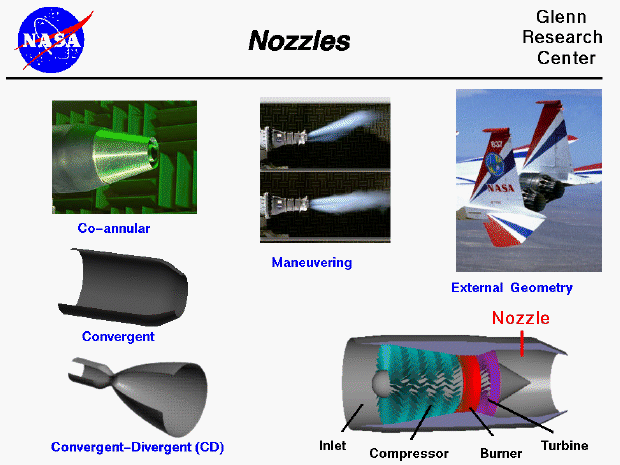 NASA
Nozzles
Glenn
Research
Center
Co-annular
Maneuvering
NASA
External Geometry
Convergent
Convergent-Divergent (CD)
Nozzle
Inlet
Compressor
Burner
Turbine